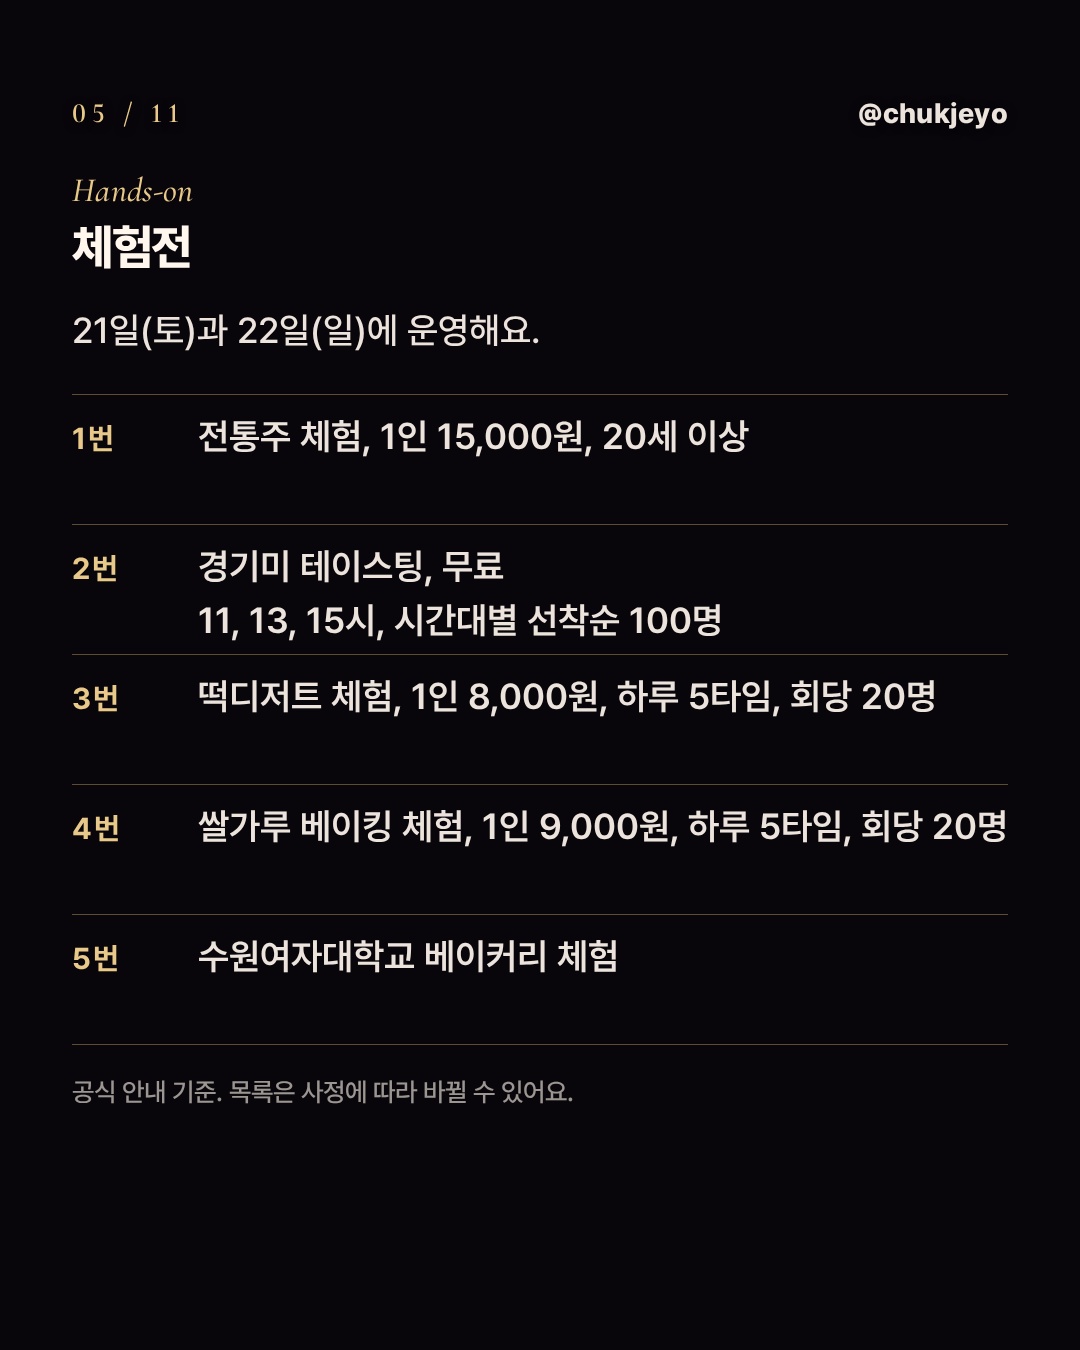 05 / 11
@chukjeyo
Hands-on
체험전
21일(토)과 22일(일)에 운영해요.
1번 전통주 체험, 1인 15,000원, 20세 이상
2번 경기미 테이스팅, 무료
11, 13, 15시, 시간대별 선착순 100명
3번 떡디저트 체험, 1인 8,000원, 하루 5타임, 회당 20명
4번 쌀가루 베이킹 체험, 1인 9,000원, 하루 5타임, 회당 20명
5번 수원여자대학교 베이커리 체험
공식 안내 기준. 목록은 사정에 따라 바뀔 수 있어요.